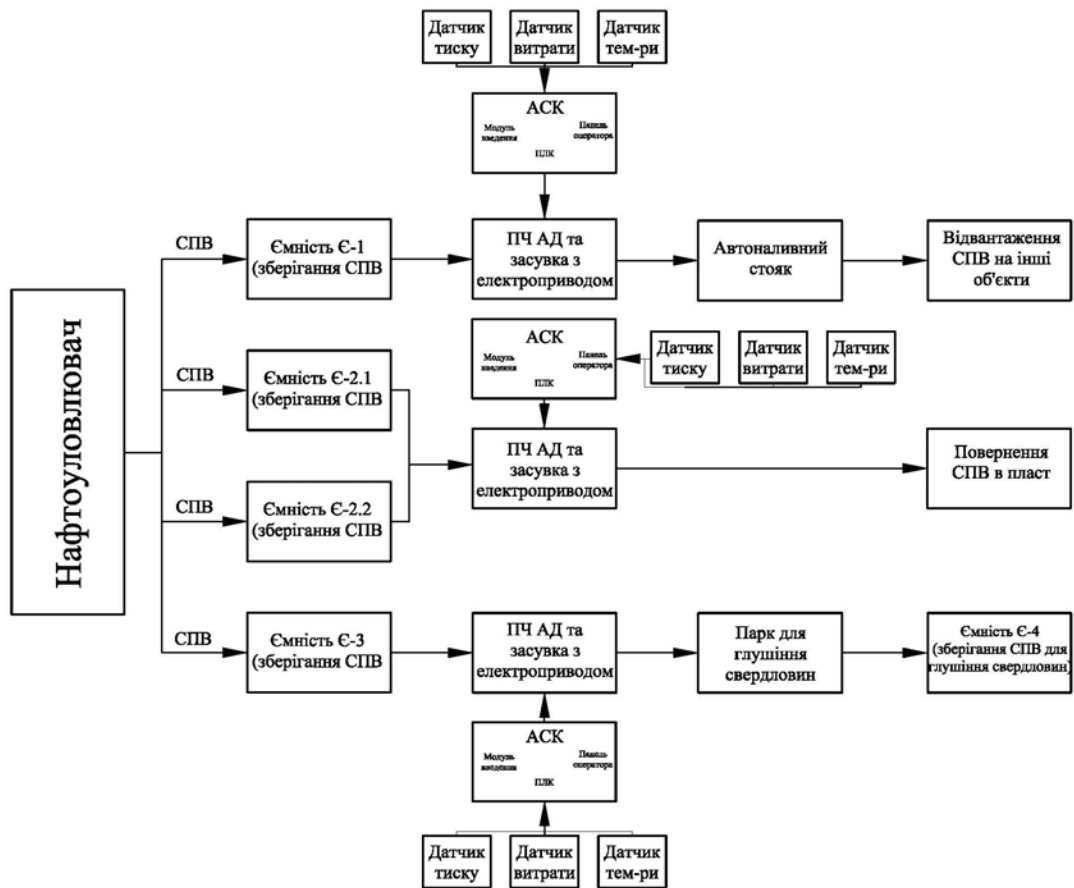 Датчик
тиску
Датчик
витрати
Датчик
тем-ри
АСК
Модуль
введення
Панель
оператора
ПЛК
Нафтоуловлювач
СПВ
Ємність Є-1
(зберігання СПВ
ПЧ АД та
засувка з
електроприводом
Автоналивний
стояк
Відвантаження
СПВ на інші
об'єкти
АСК
Модуль
введення
Панель
оператора
ПЛК
Датчик
тиску
Датчик
витрати
Датчик
тем-ри
СПВ
Ємність Є-2.1
(зберігання СПВ
ПЧ АД та
засувка з
електроприводом
Повернення
СПВ в пласт
СПВ
Ємність Є-2.2
(зберігання СПВ
СПВ
Ємність Є-3
(зберігання СПВ
ПЧ АД та
засувка з
електроприводом
Парк для
глушіння
свердловин
Ємність Є-4
(зберігання СПВ для
глушіння свердловин)
АСК
Модуль
введення
Панель
оператора
ПЛК
Датчик
тиску
Датчик
витрати
Датчик
тем-ри